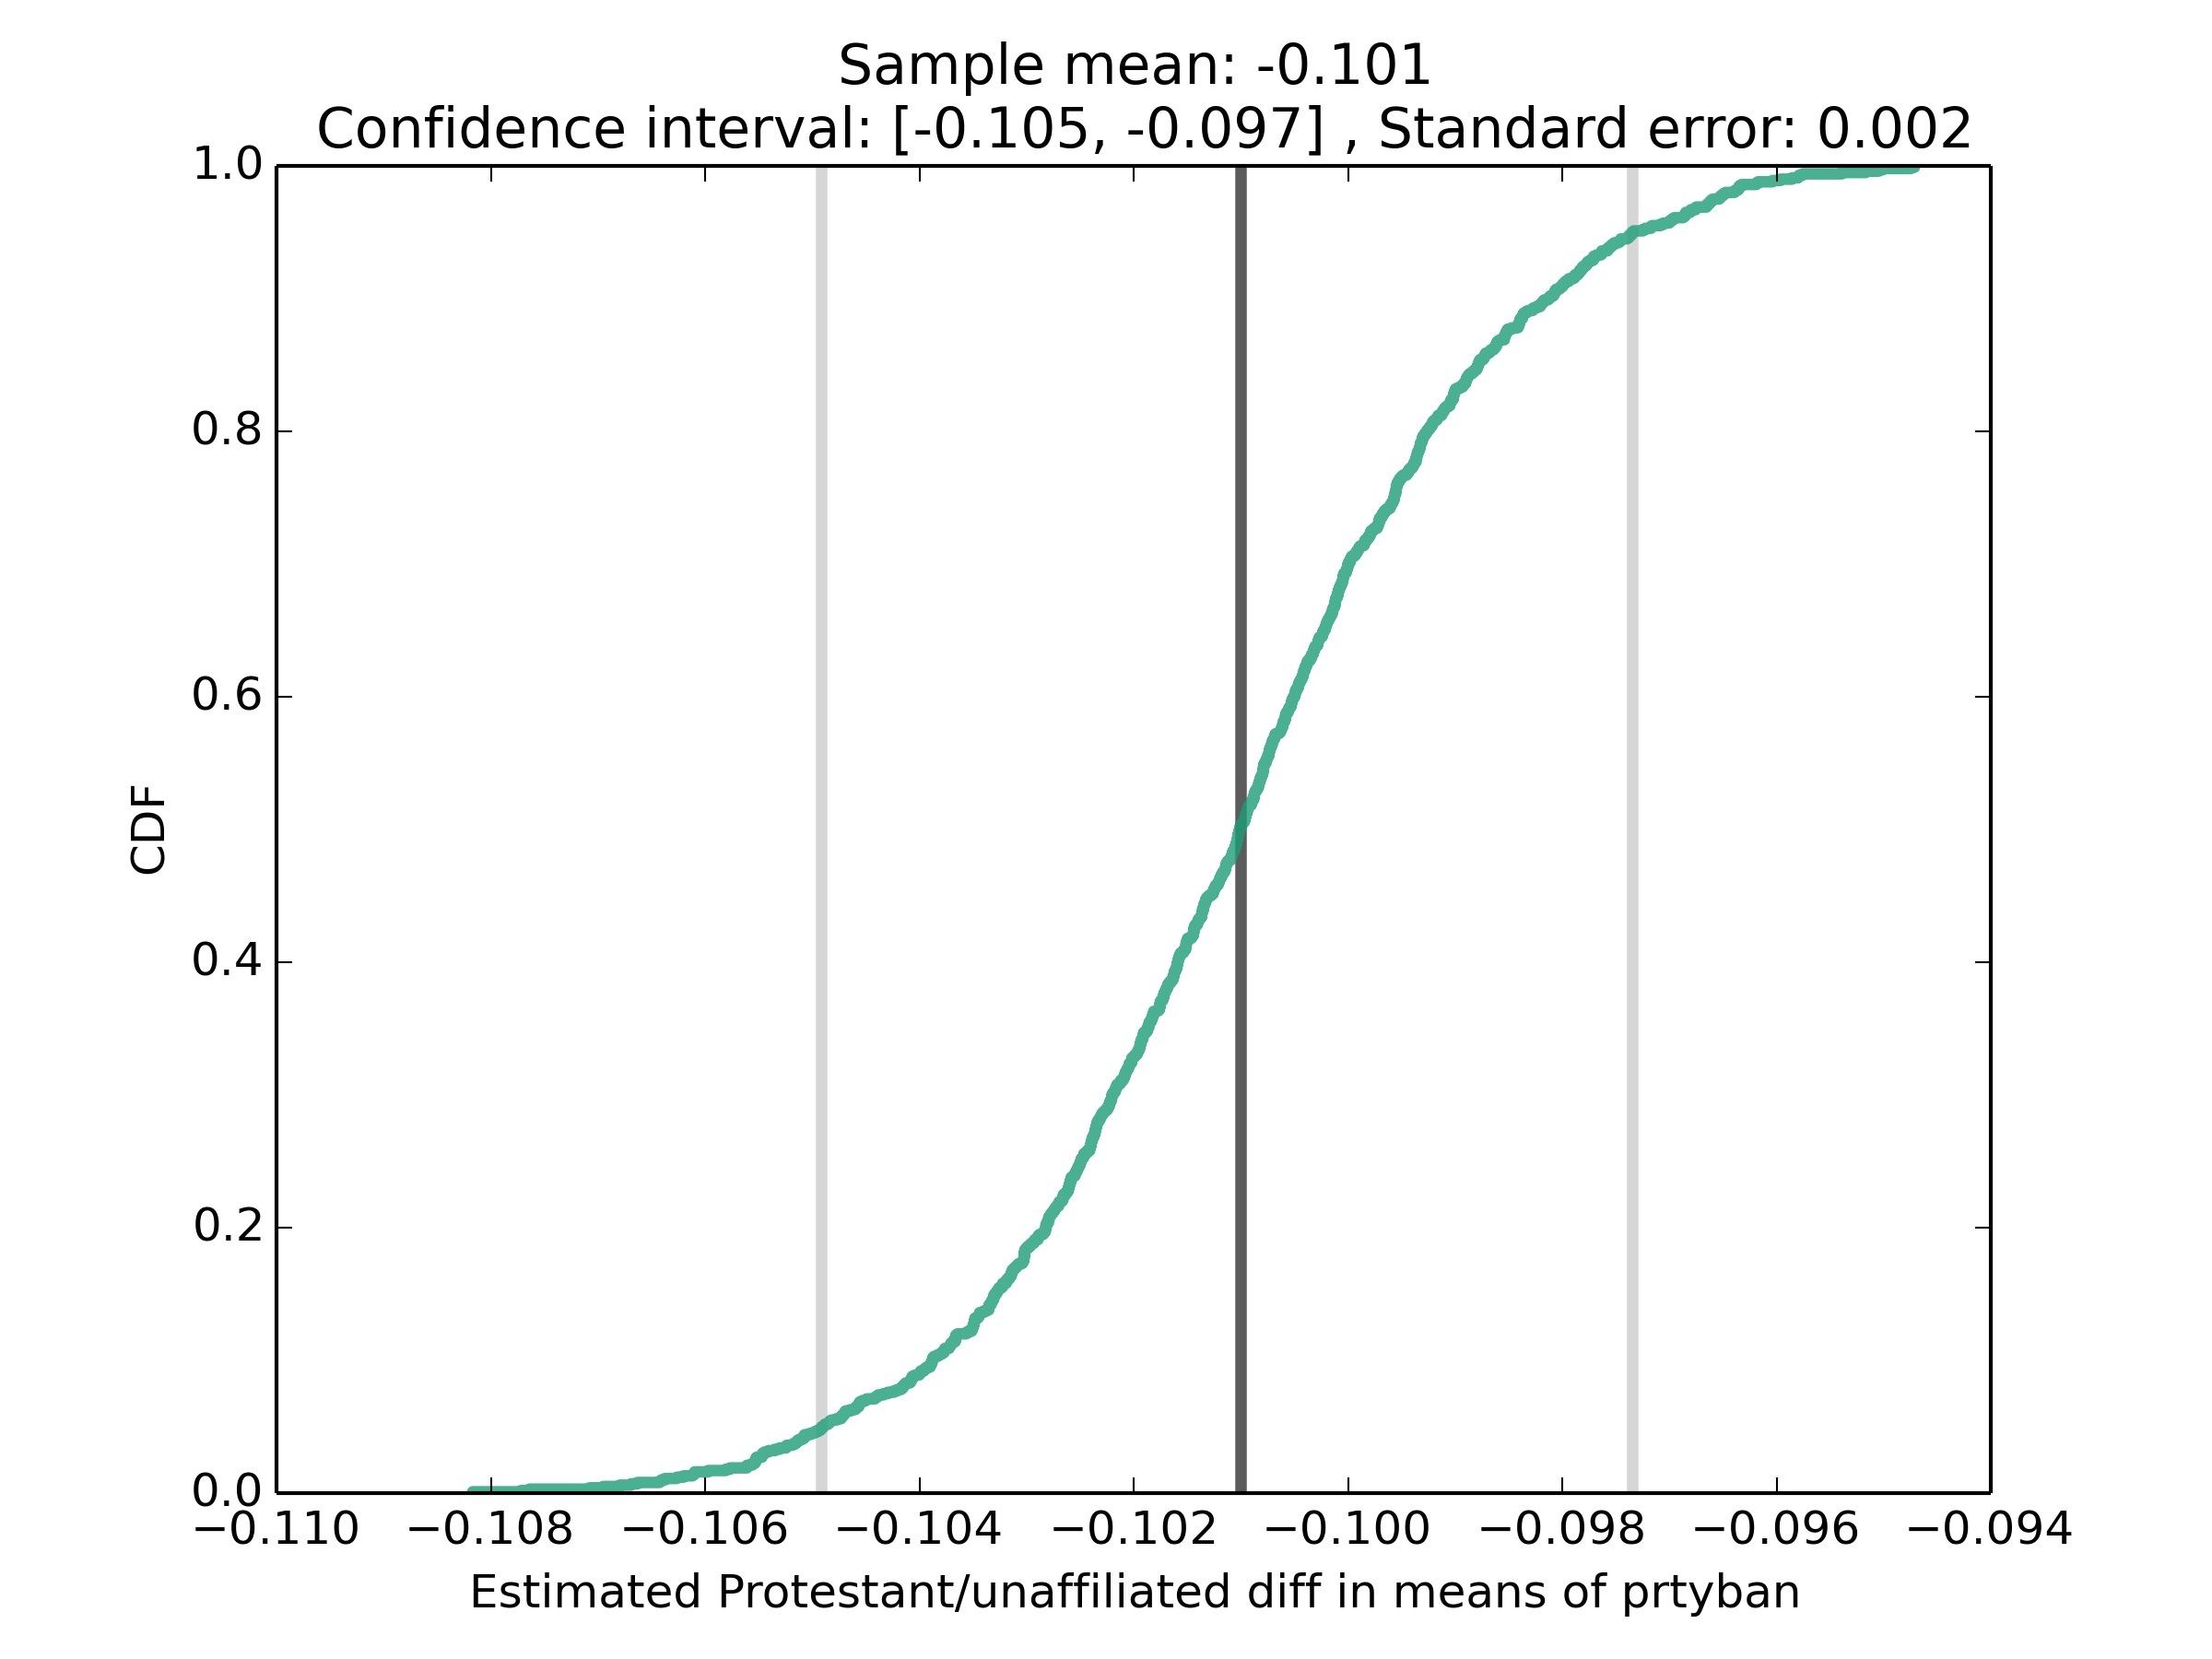 Sample mean: -0.101
Confidence interval: [-0.105, -0.097] , Standard error: 0.002
1.0
0.8
0.6
0.4
0.2
0.0
CDF
−0.110 −0.108 −0.106 −0.104 −0.102 −0.100 −0.098 −0.096 −0.094
Estimated Protestant/unaffiliated diff in means of prtyban